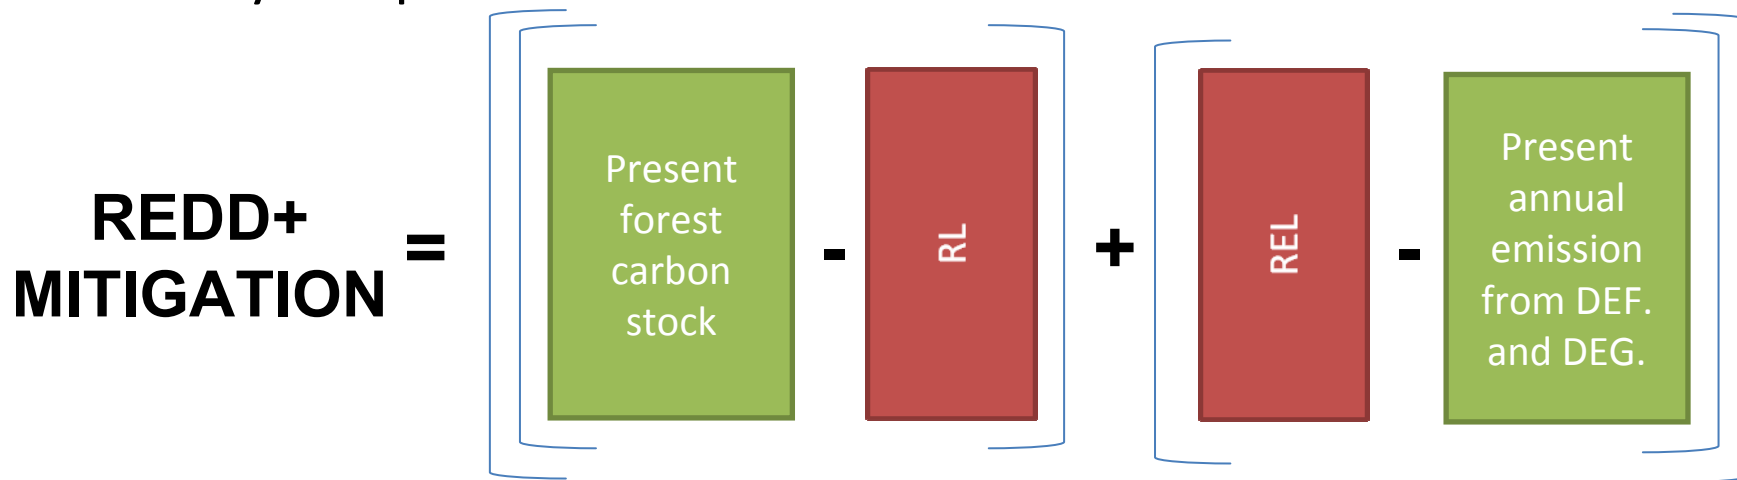 REDD+
MITIGATION
=
Present
forest
carbon
stock
-
RL
+
REL
-
Present
annual
emission
from DEF.
and DEG.